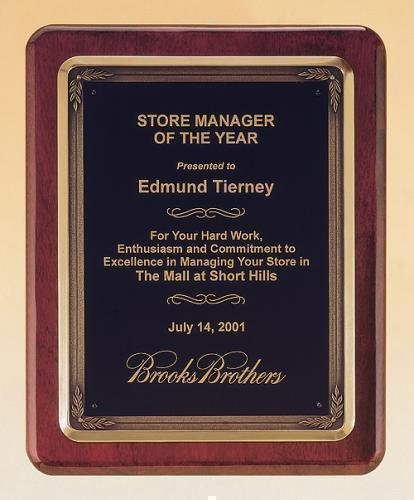 STORE MANAGER
OF THE YEAR
Presented to
Edmund Tierney
For Your Hard Work,
Enthusiasm and Commitment to
Excellence in Managing Your Store in
The Mall at Short Hills
July 14, 2001
Brooks Brothers